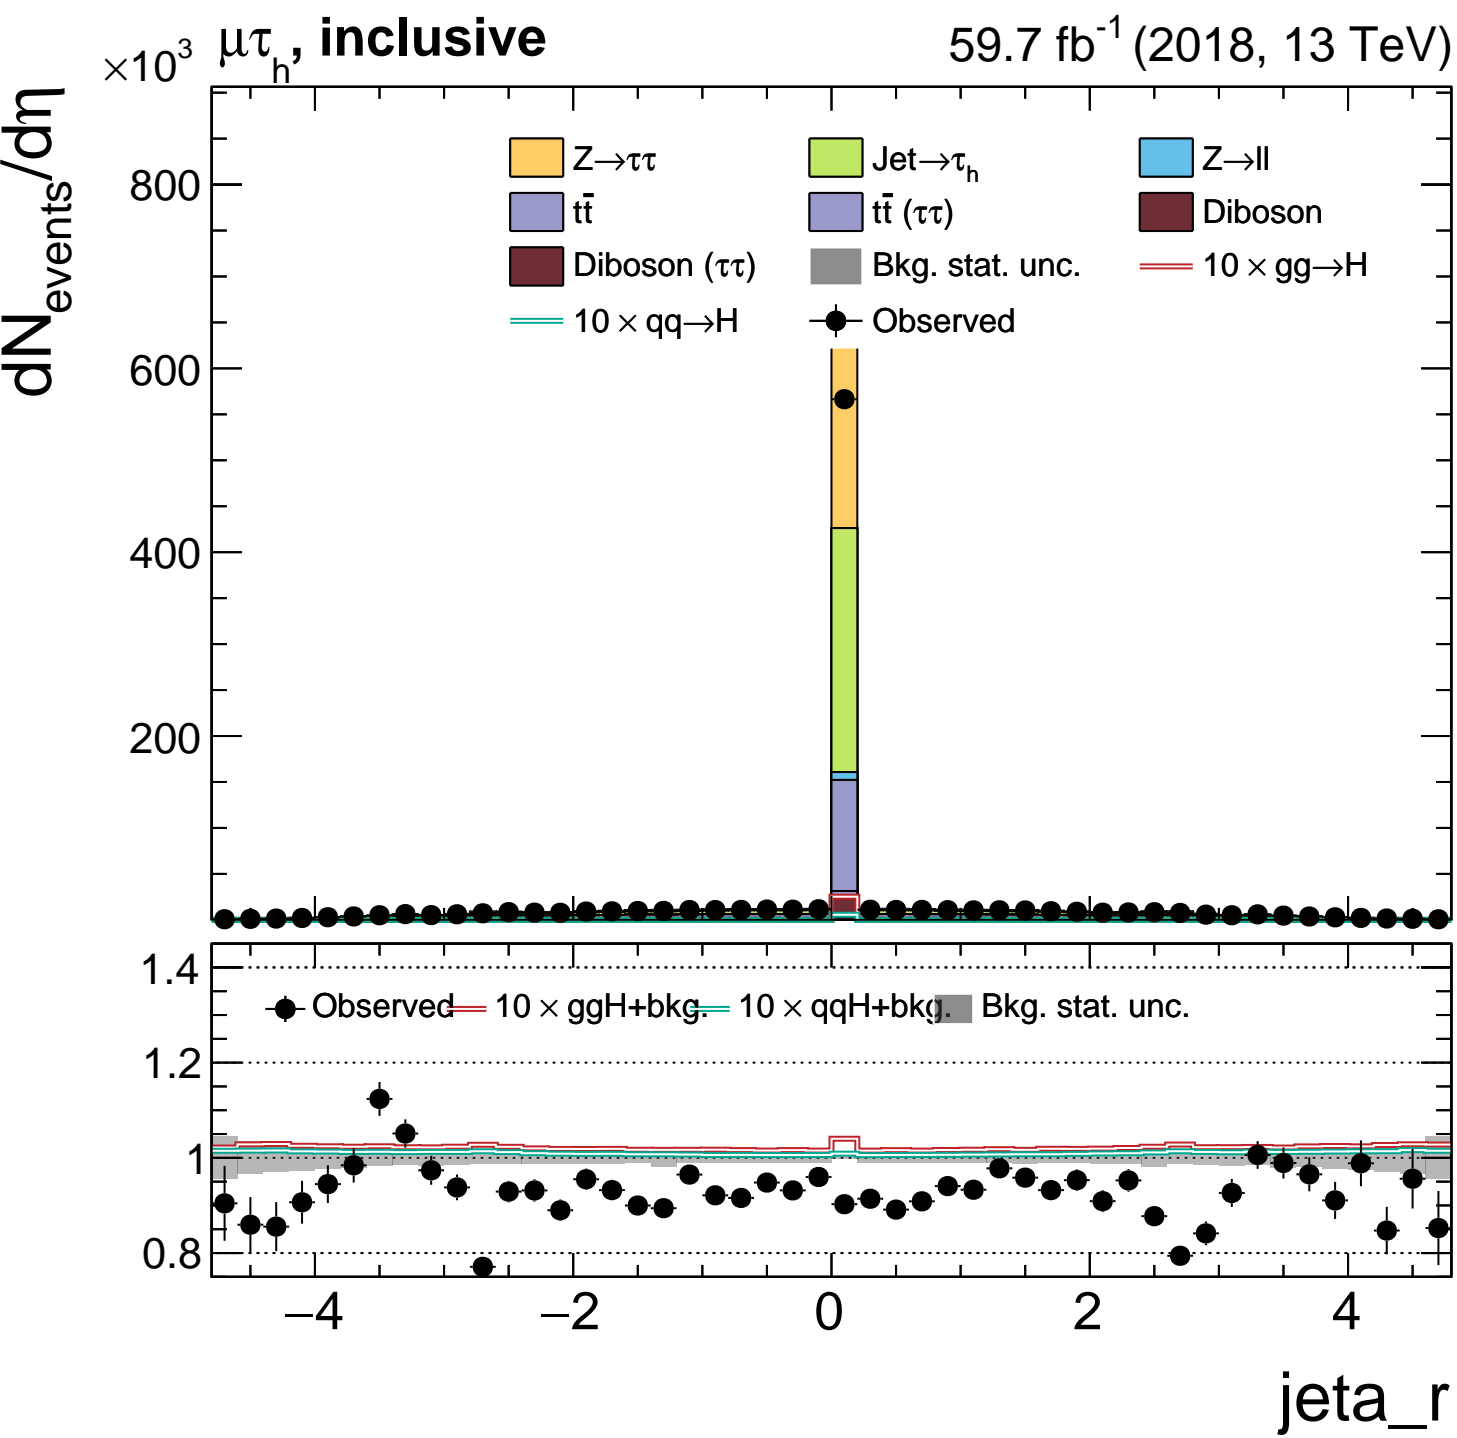 ×10³ μτₕ, inclusive 59.7 fb⁻¹ (2018, 13 TeV)
dN_events/dη
Z→ττ Jet→τₕ Z→ll
tt̄ tt̄ (ττ) Diboson
Diboson (ττ) Bkg. stat. unc. 10 × gg→H
10 × qq→H Observed
800
600
400
200
1.4
Observed 10 × ggH+bkg. 10 × qqH+bkg. Bkg. stat. unc.
1.2
1
0.8
−4 −2 0 2 4
jeta_r